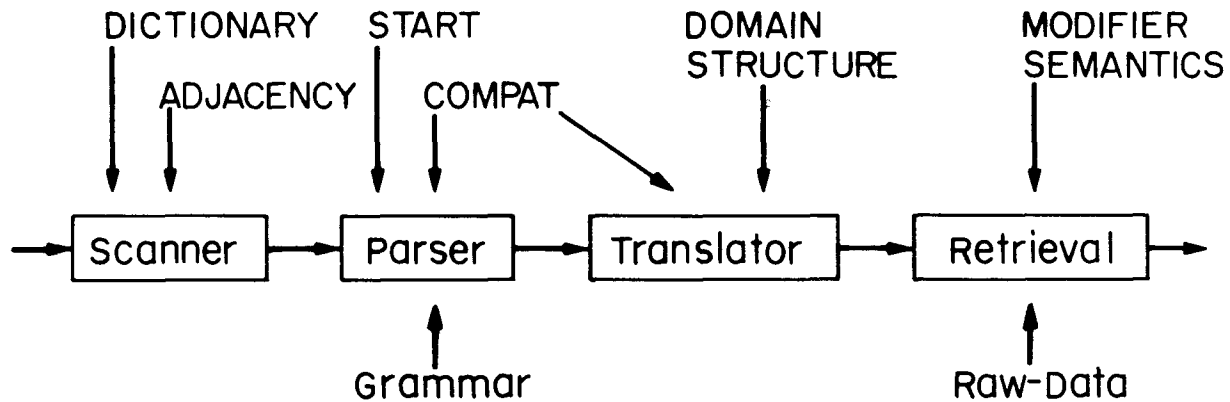 DICTIONARY START DOMAIN MODIFIER
STRUCTURE SEMANTICS
ADJACENCY COMPAT
Scanner Parser Translator Retrieval
Grammar Raw-Data